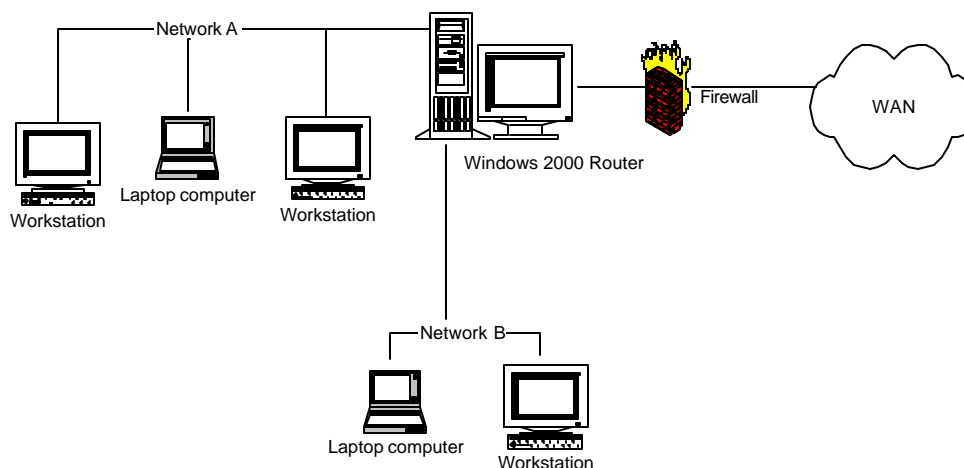 Network A
Firewall
WAN
Windows 2000 Router
Laptop computer
Workstation
Workstation
Network B
Laptop computer
Workstation